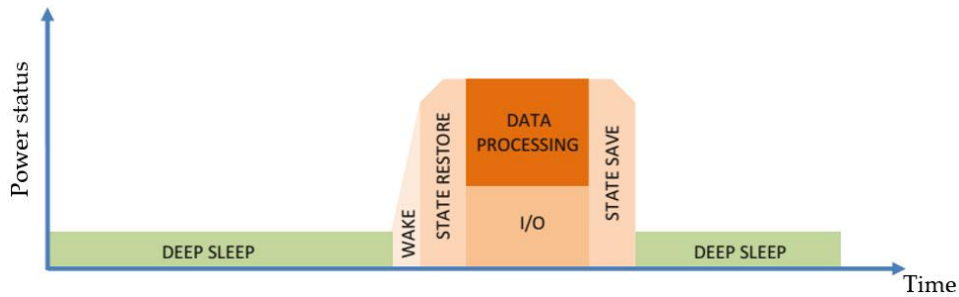 Power status
DEEP SLEEP
WAKE
STATE RESTORE
DATA
PROCESSING
I/O
STATE SAVE
DEEP SLEEP
Time